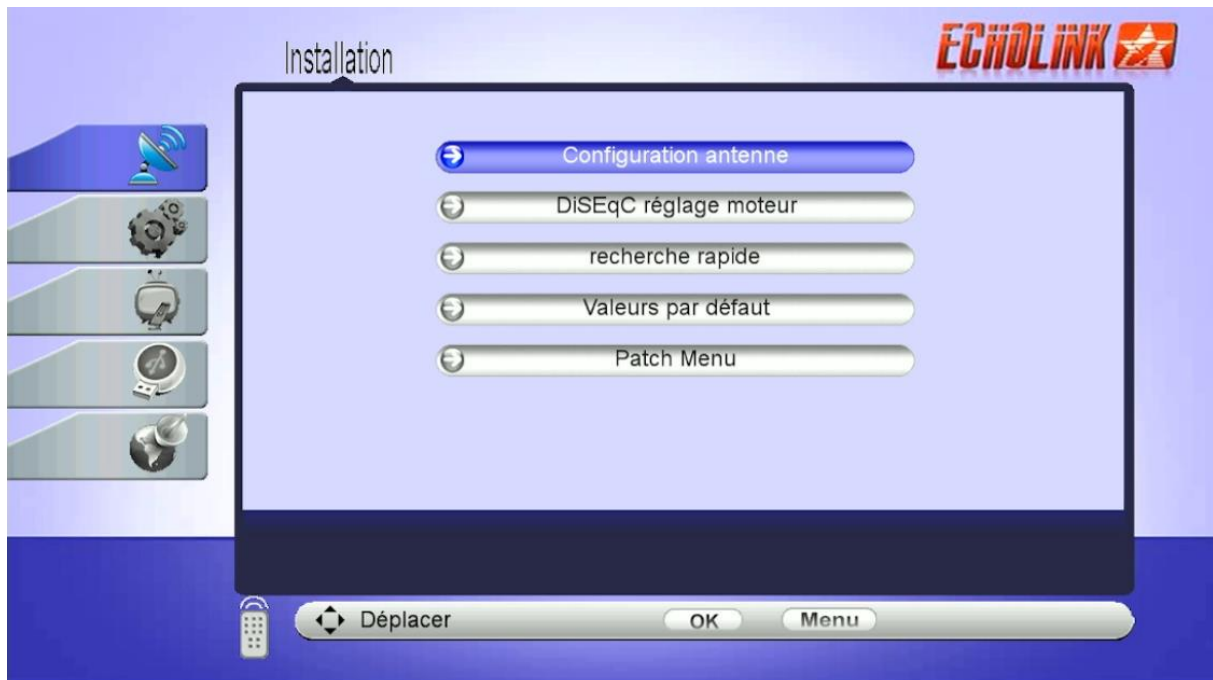 Installation
ECHOLINK
Configuration antenne
DiSEqC réglage moteur
recherche rapide
Valeurs par défaut
Patch Menu
Déplacer OK Menu